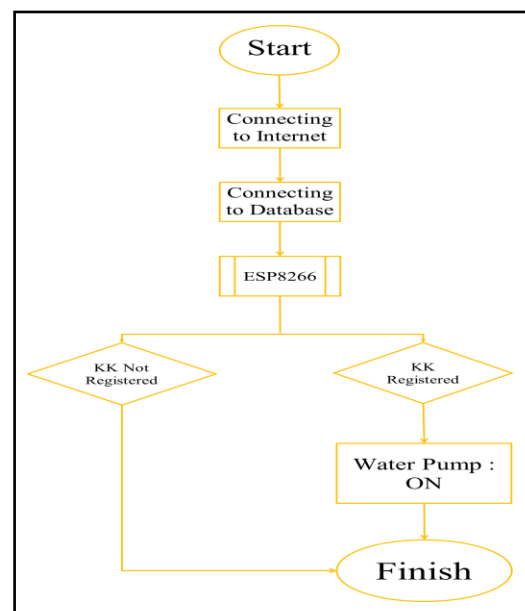 Start
Connecting
to Internet
Connecting
to Database
ESP8266
KK Not
Registered
KK
Registered
Water Pump :
ON
Finish